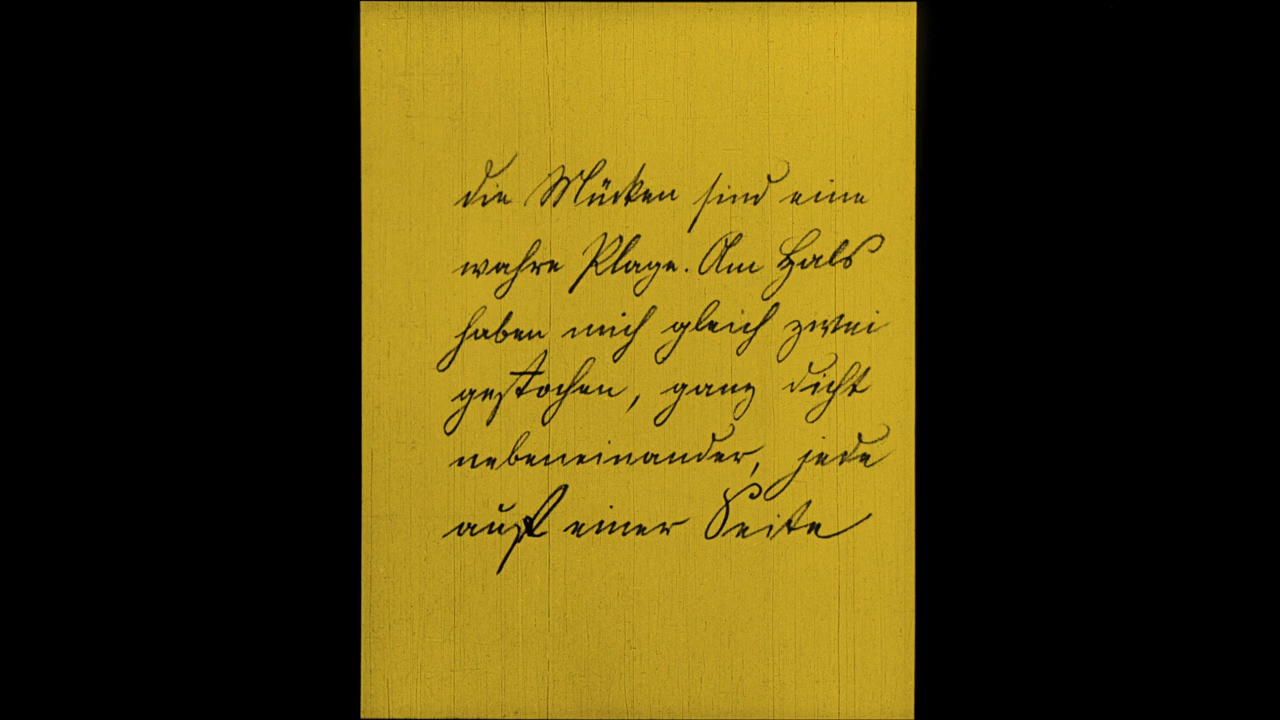 die Mücken sind eine
wahre Plage. Am Hals
haben mich gleich zwei
gestochen, ganz dicht
nebeneinander, jede
auf einer Seite